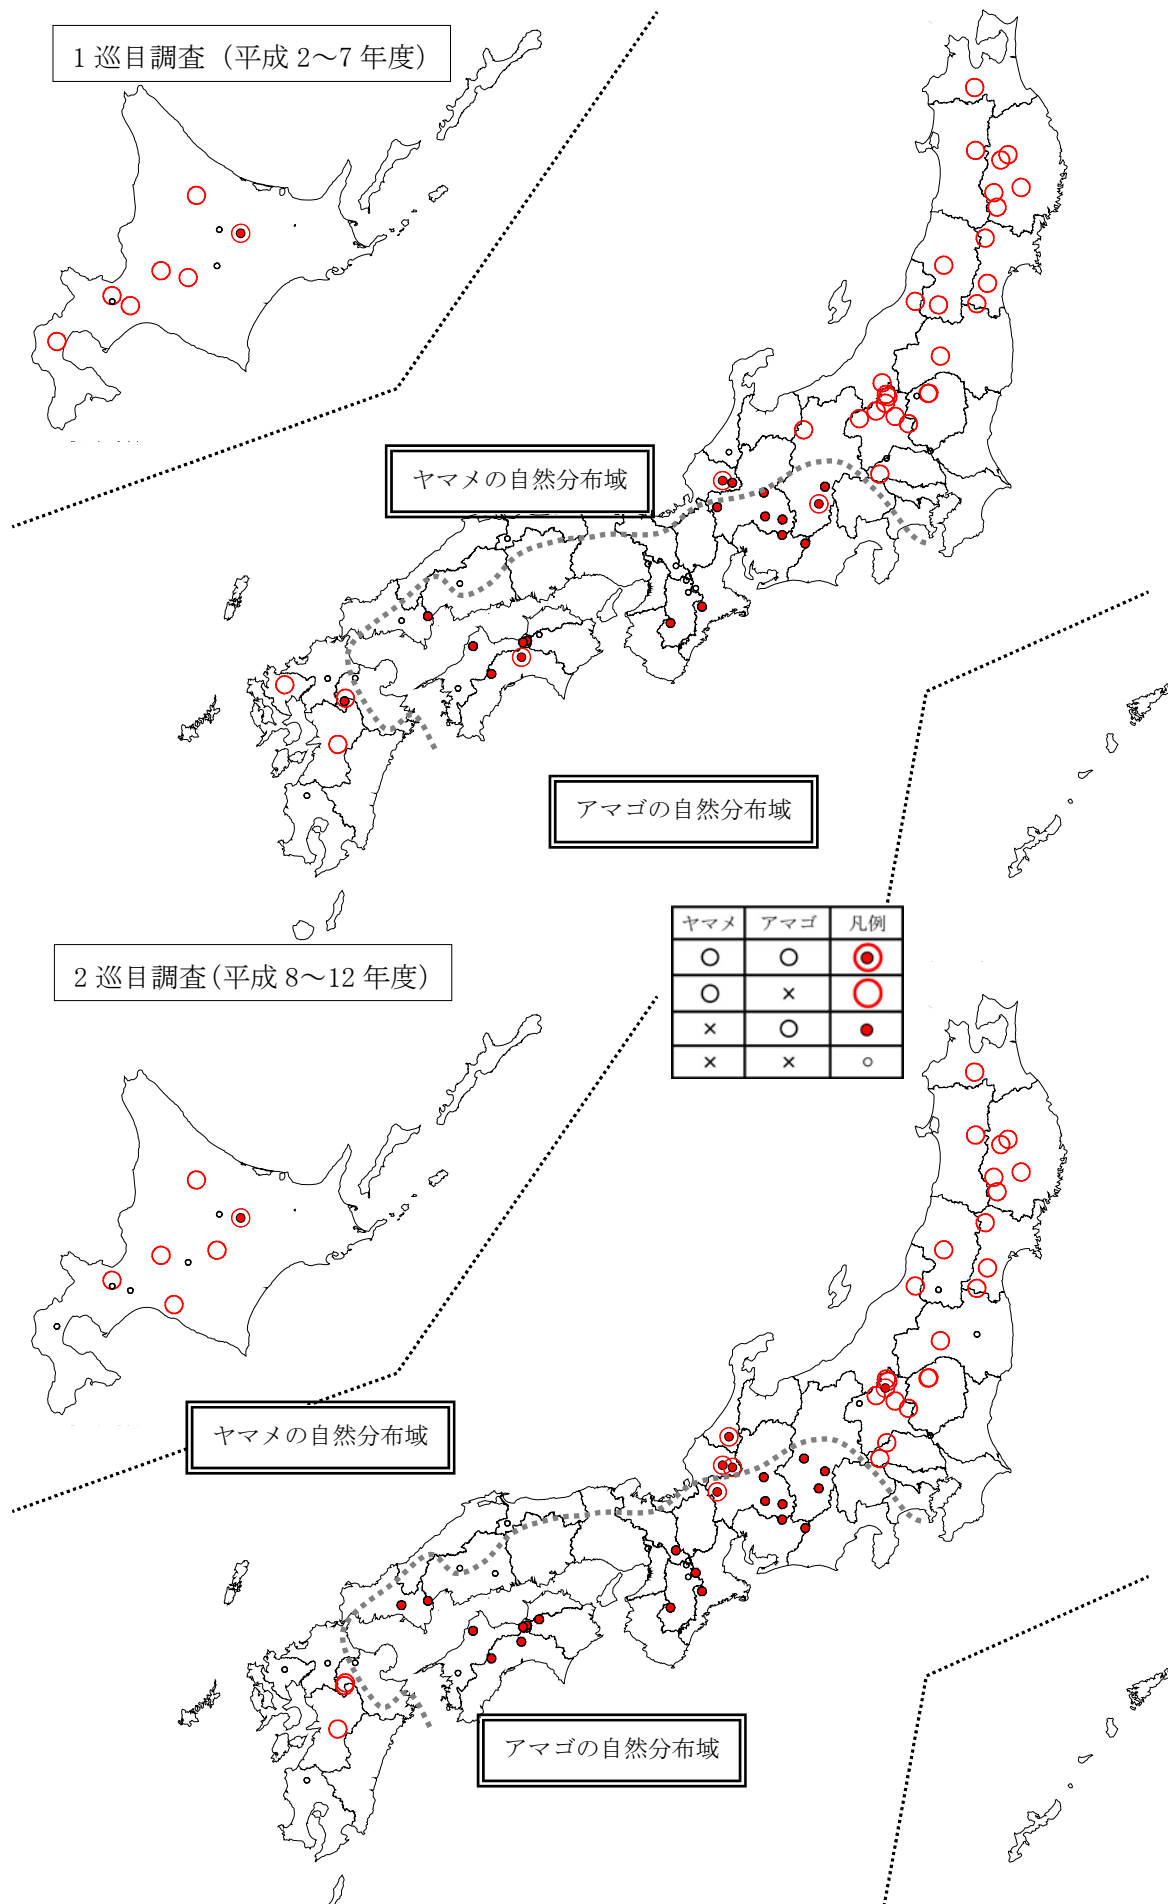 1 巡目調査 (平成 2～7 年度)
ヤマメの自然分布域
アマゴの自然分布域
ヤマメ アマゴ 凡例
○ ○
○ ×
× ○
× ×
2 巡目調査(平成 8～12 年度)
ヤマメの自然分布域
アマゴの自然分布域